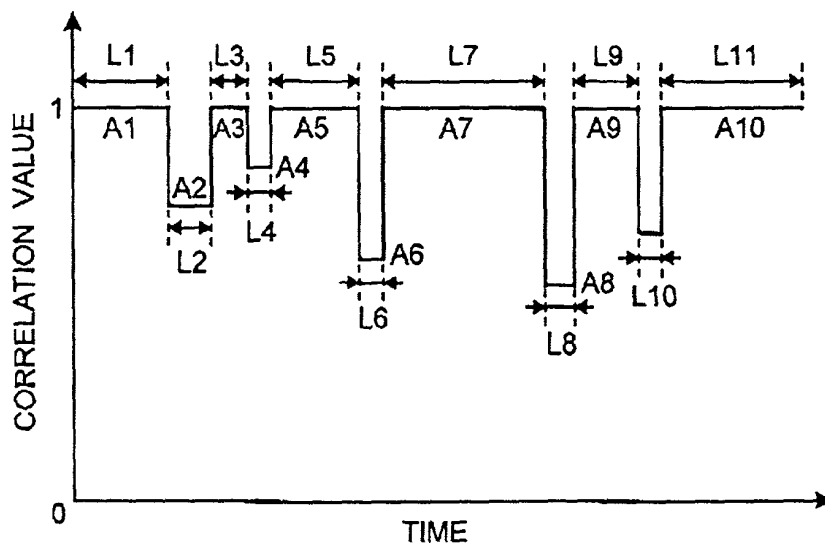 L1 L3 L5 L7 L9 L11
1
A1 A3 A5 A7 A9 A10
A2 A4
L2 L4
A6 A8
L6 L10
L8
CORRELATION VALUE
0
TIME